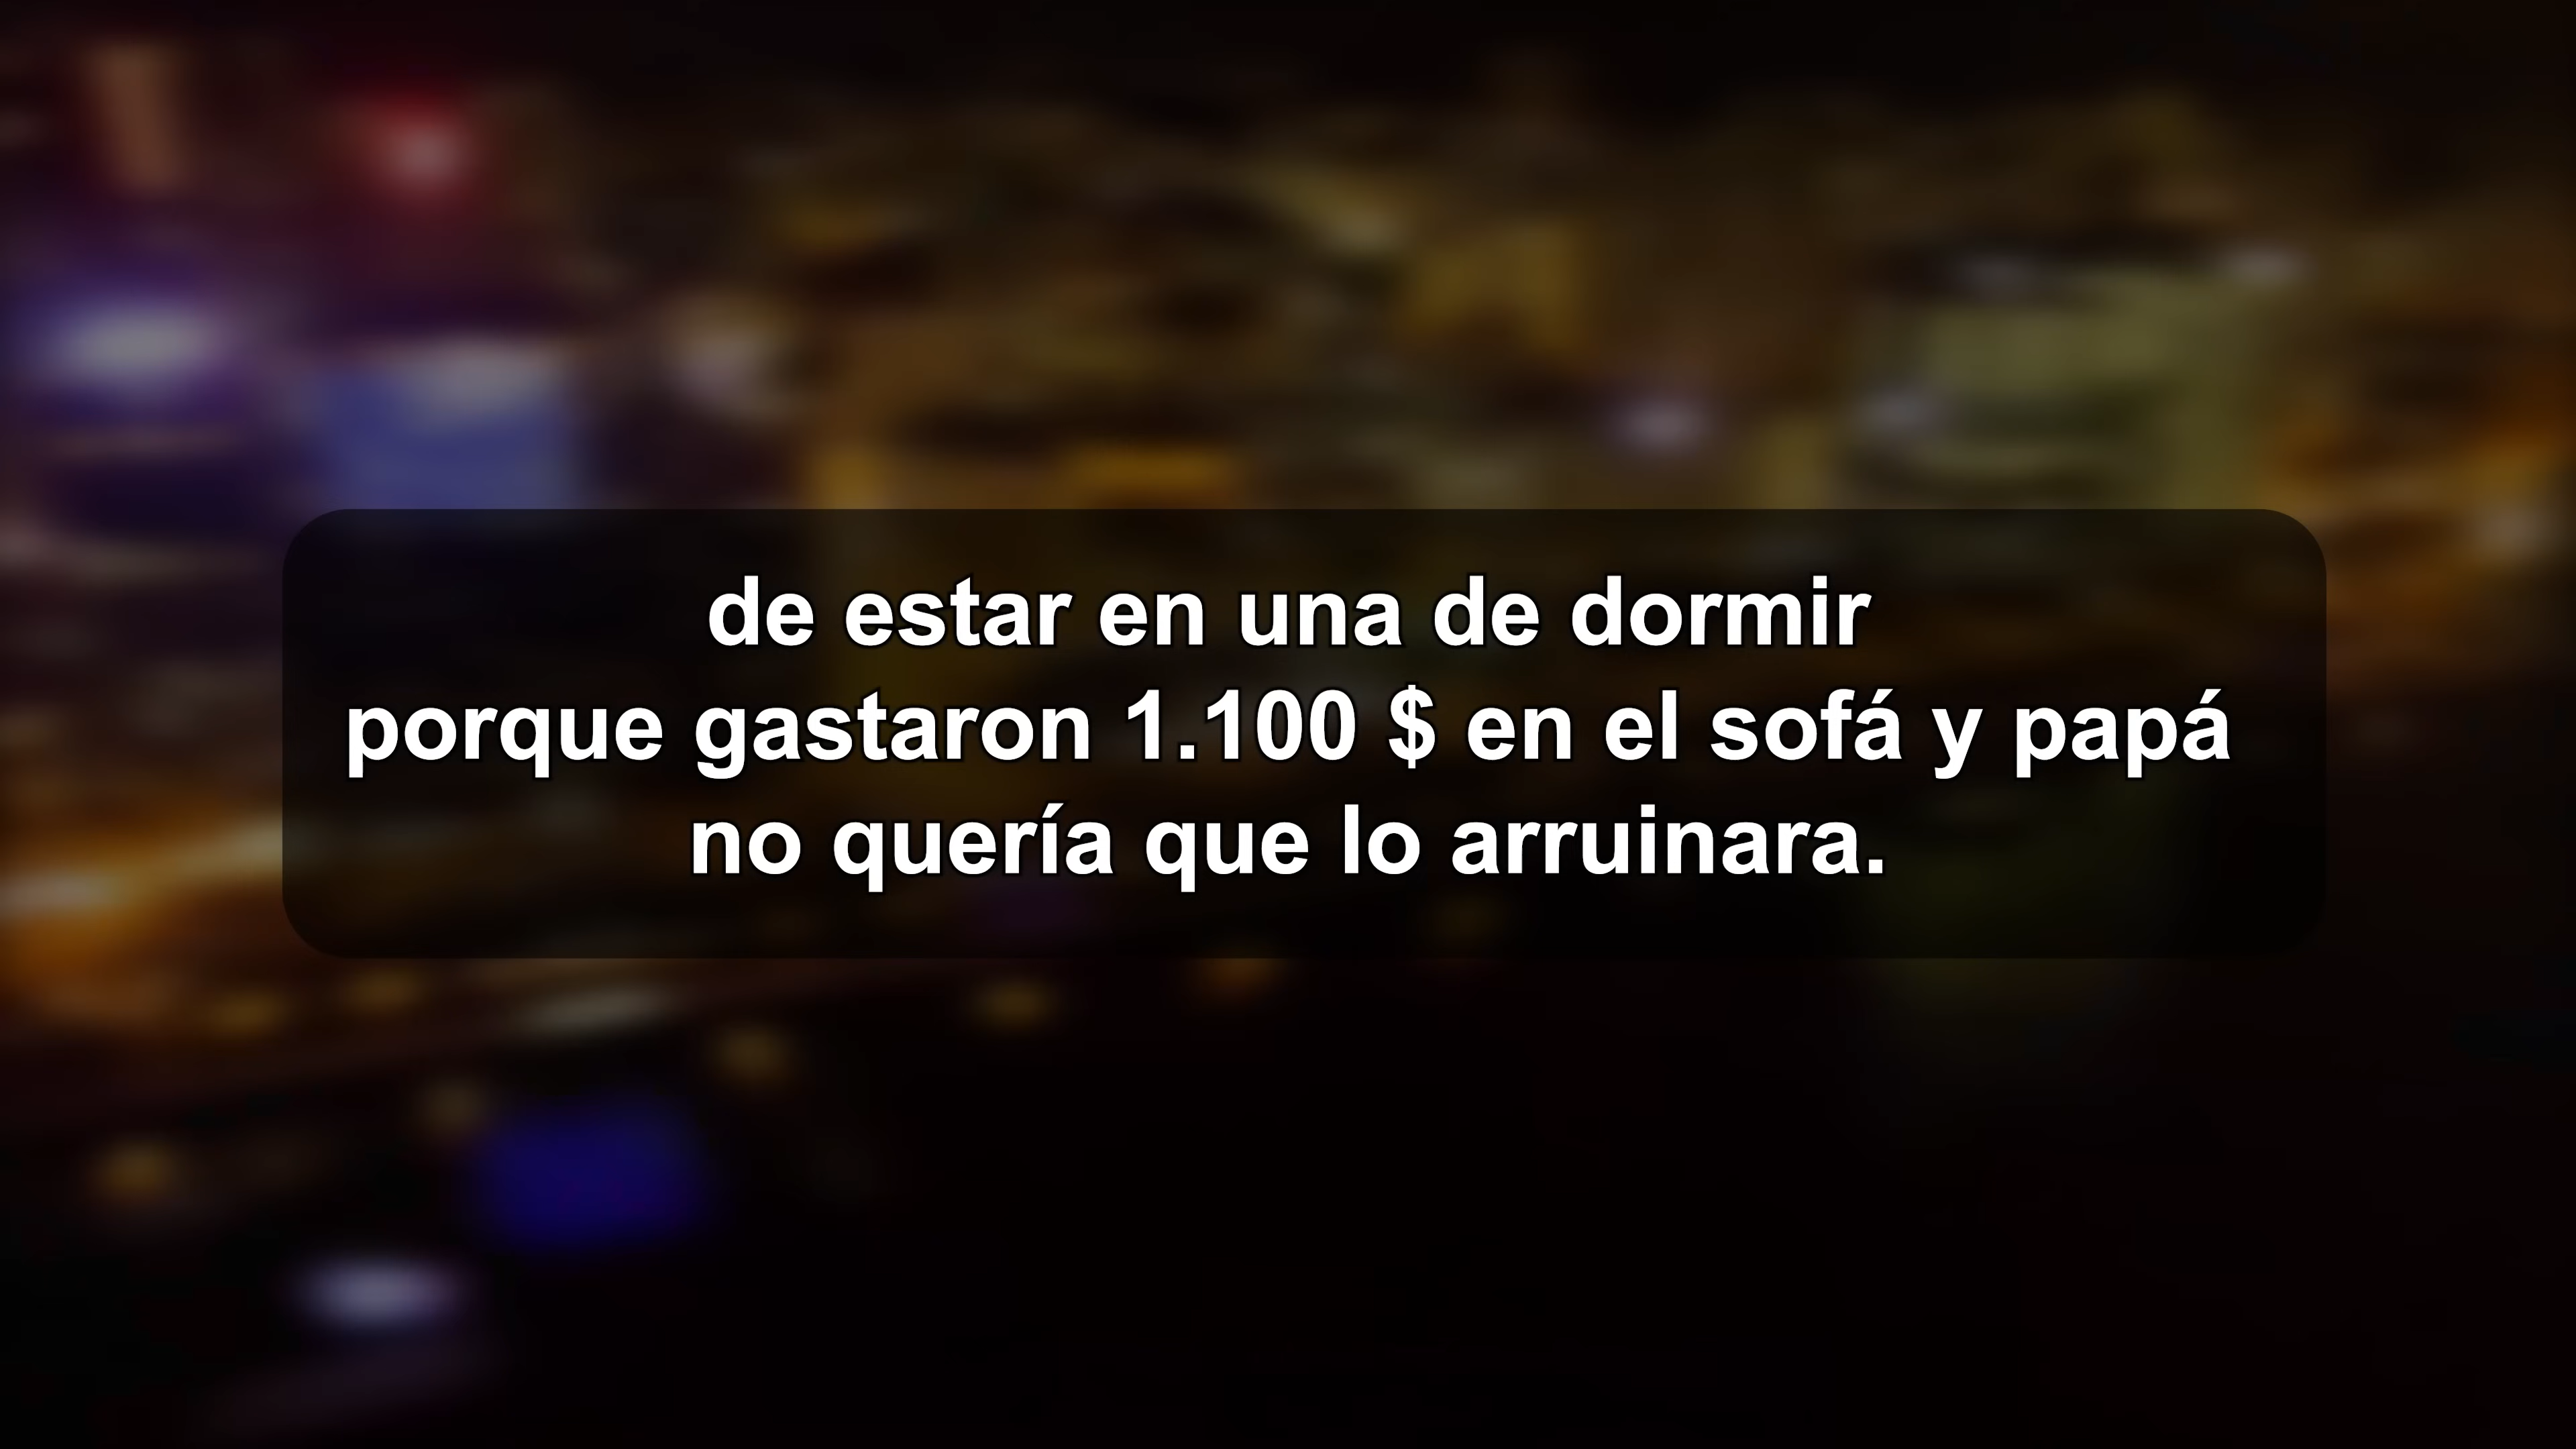 de estar en una de dormir
porque gastaron 1.100 $ en el sofá y papá
no quería que lo arruinara.